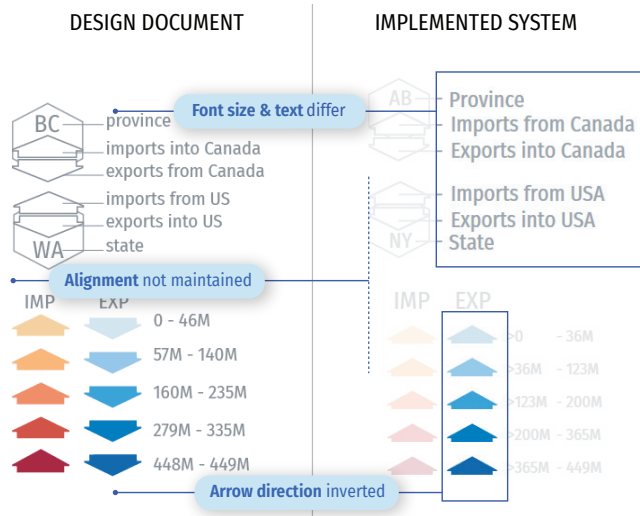 DESIGN DOCUMENT
IMPLEMENTED SYSTEM
Font size & text differ
BC
province
imports into Canada
exports from Canada
imports from US
exports into US
WA
state
AB
Province
Imports from Canada
Exports into Canada
Imports from USA
Exports into USA
NY
State
Alignment not maintained
IMP EXP
0 - 46M
57M - 140M
160M - 235M
279M - 335M
448M - 449M
IMP EXP
>0 - 36M
>36M - 123M
>123M - 200M
>200M - 365M
>365M - 449M
Arrow direction inverted